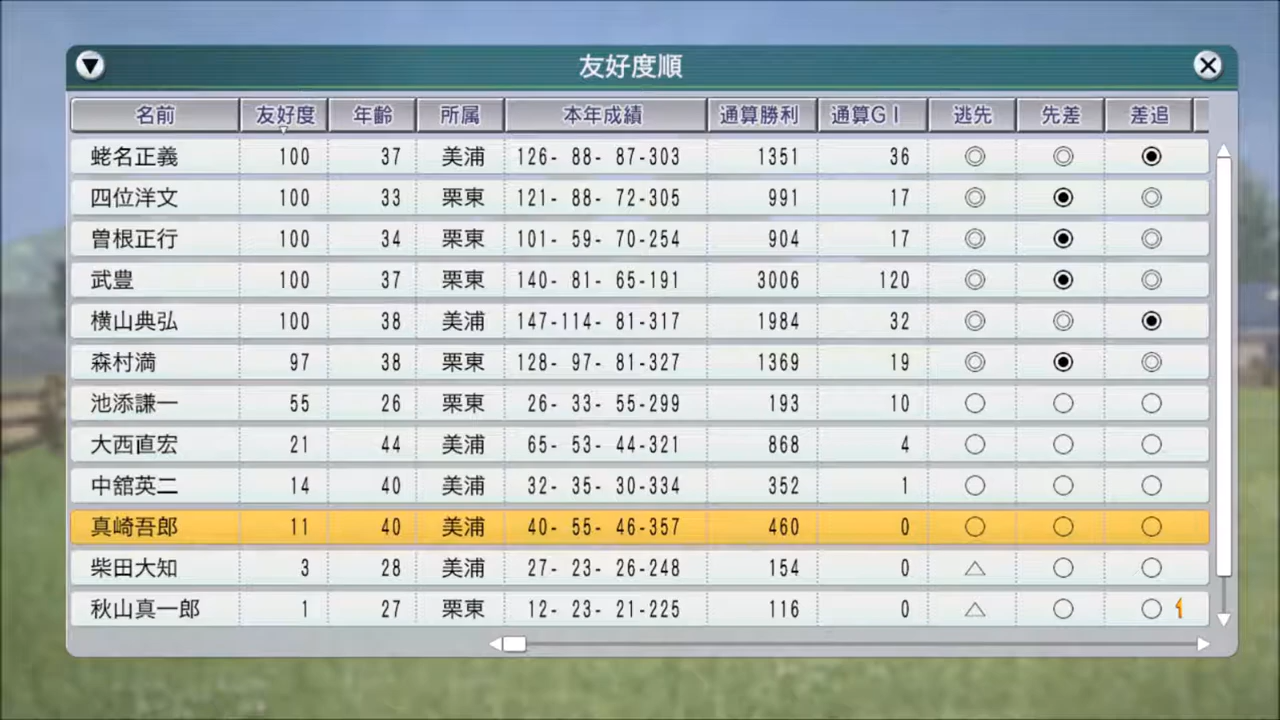 友好度順
名前 友好度 年齢 所属 本年成績 通算勝利 通算GⅠ 逃先 先差 差追
蛯名正義 100 37 美浦 126- 88- 87-303 1351 36 ◎ ◎ ◉
四位洋文 100 33 栗東 121- 88- 72-305 991 17 ◎ ◉ ◎
曽根正行 100 34 栗東 101- 59- 70-254 904 17 ◎ ◉ ◎
武豊 100 37 栗東 140- 81- 65-191 3006 120 ◎ ◉ ◎
横山典弘 100 38 美浦 147-114- 81-317 1984 32 ◎ ◎ ◉
森村満 97 38 栗東 128- 97- 81-327 1369 19 ◎ ◉ ◎
池添謙一 55 26 栗東 26- 33- 55-299 193 10 ○ ○ ○
大西直宏 21 44 美浦 65- 53- 44-321 868 4 ○ ○ ○
中舘英二 14 40 美浦 32- 35- 30-334 352 1 ○ ○ ○
真崎吾郎 11 40 美浦 40- 55- 46-357 460 0 ○ ○ ○
柴田大知 3 28 美浦 27- 23- 26-248 154 0 △ ○ ○
秋山真一郎 1 27 栗東 12- 23- 21-225 116 0 △ ○ ○